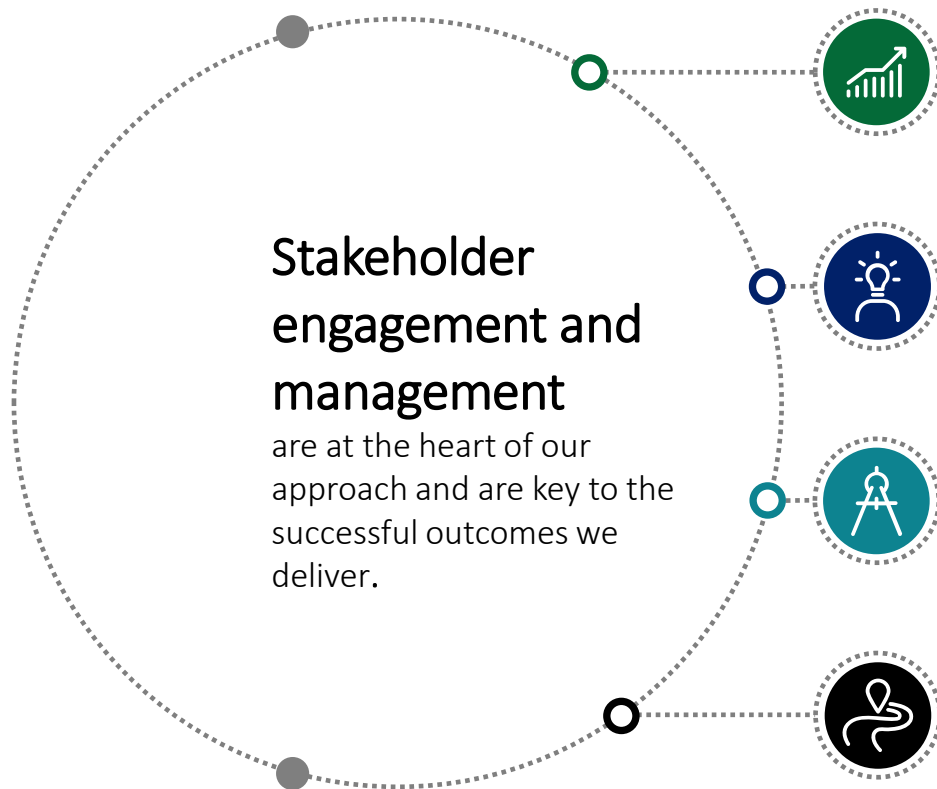 Stakeholder
engagement and
management
are at the heart of our
approach and are key to the
successful outcomes we
deliver.